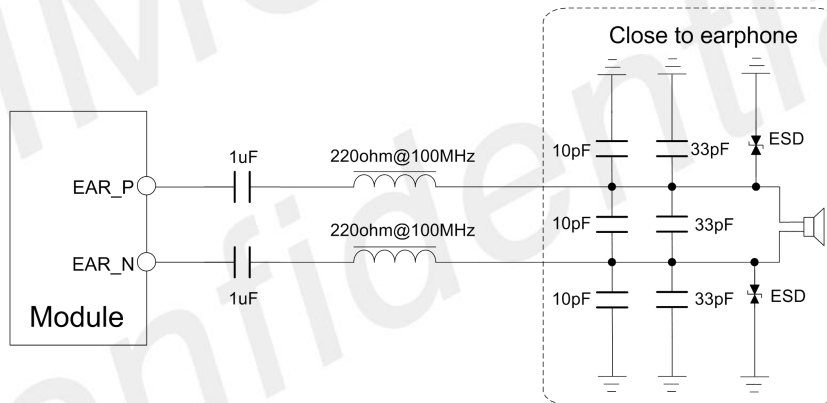 Close to earphone
10pF 33pF ESD
1uF 220ohm@100MHz
EAR_P
10pF 33pF
220ohm@100MHz
EAR_N
1uF
10pF 33pF ESD
Module